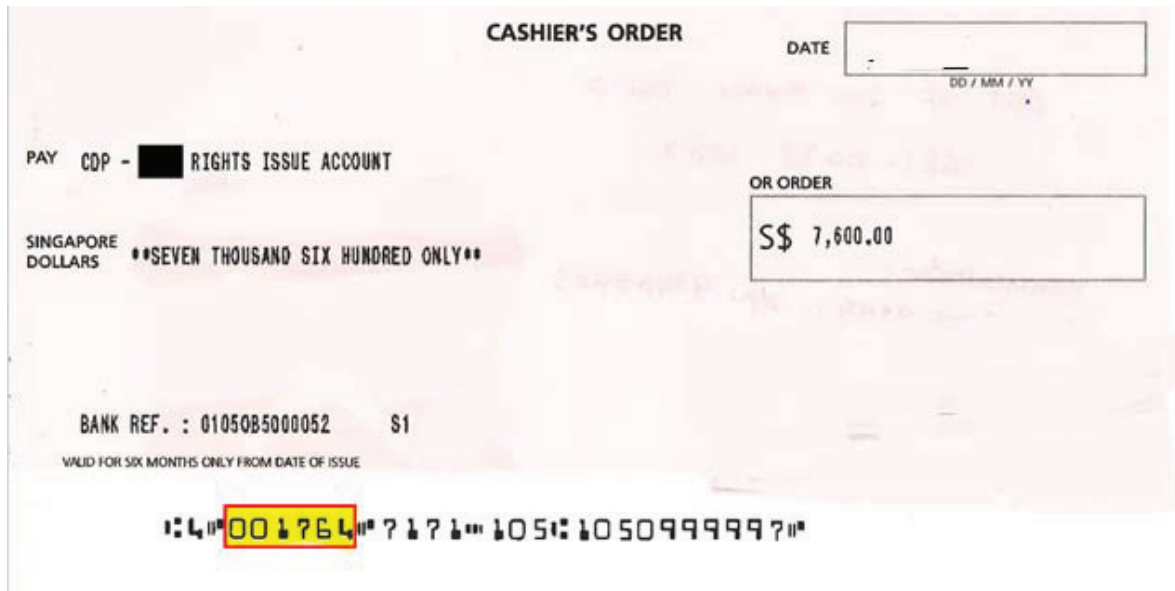 CASHIER'S ORDER
DATE
DD / MM / YY
PAY CDP - RIGHTS ISSUE ACCOUNT
OR ORDER
SINGAPORE DOLLARS **SEVEN THOUSAND SIX HUNDRED ONLY**
S$ 7,600.00
BANK REF. : 01050B5000052 S1
VALID FOR SIX MONTHS ONLY FROM DATE OF ISSUE
⑆4⑈001764⑈7171⑉105⑆1050999997⑈